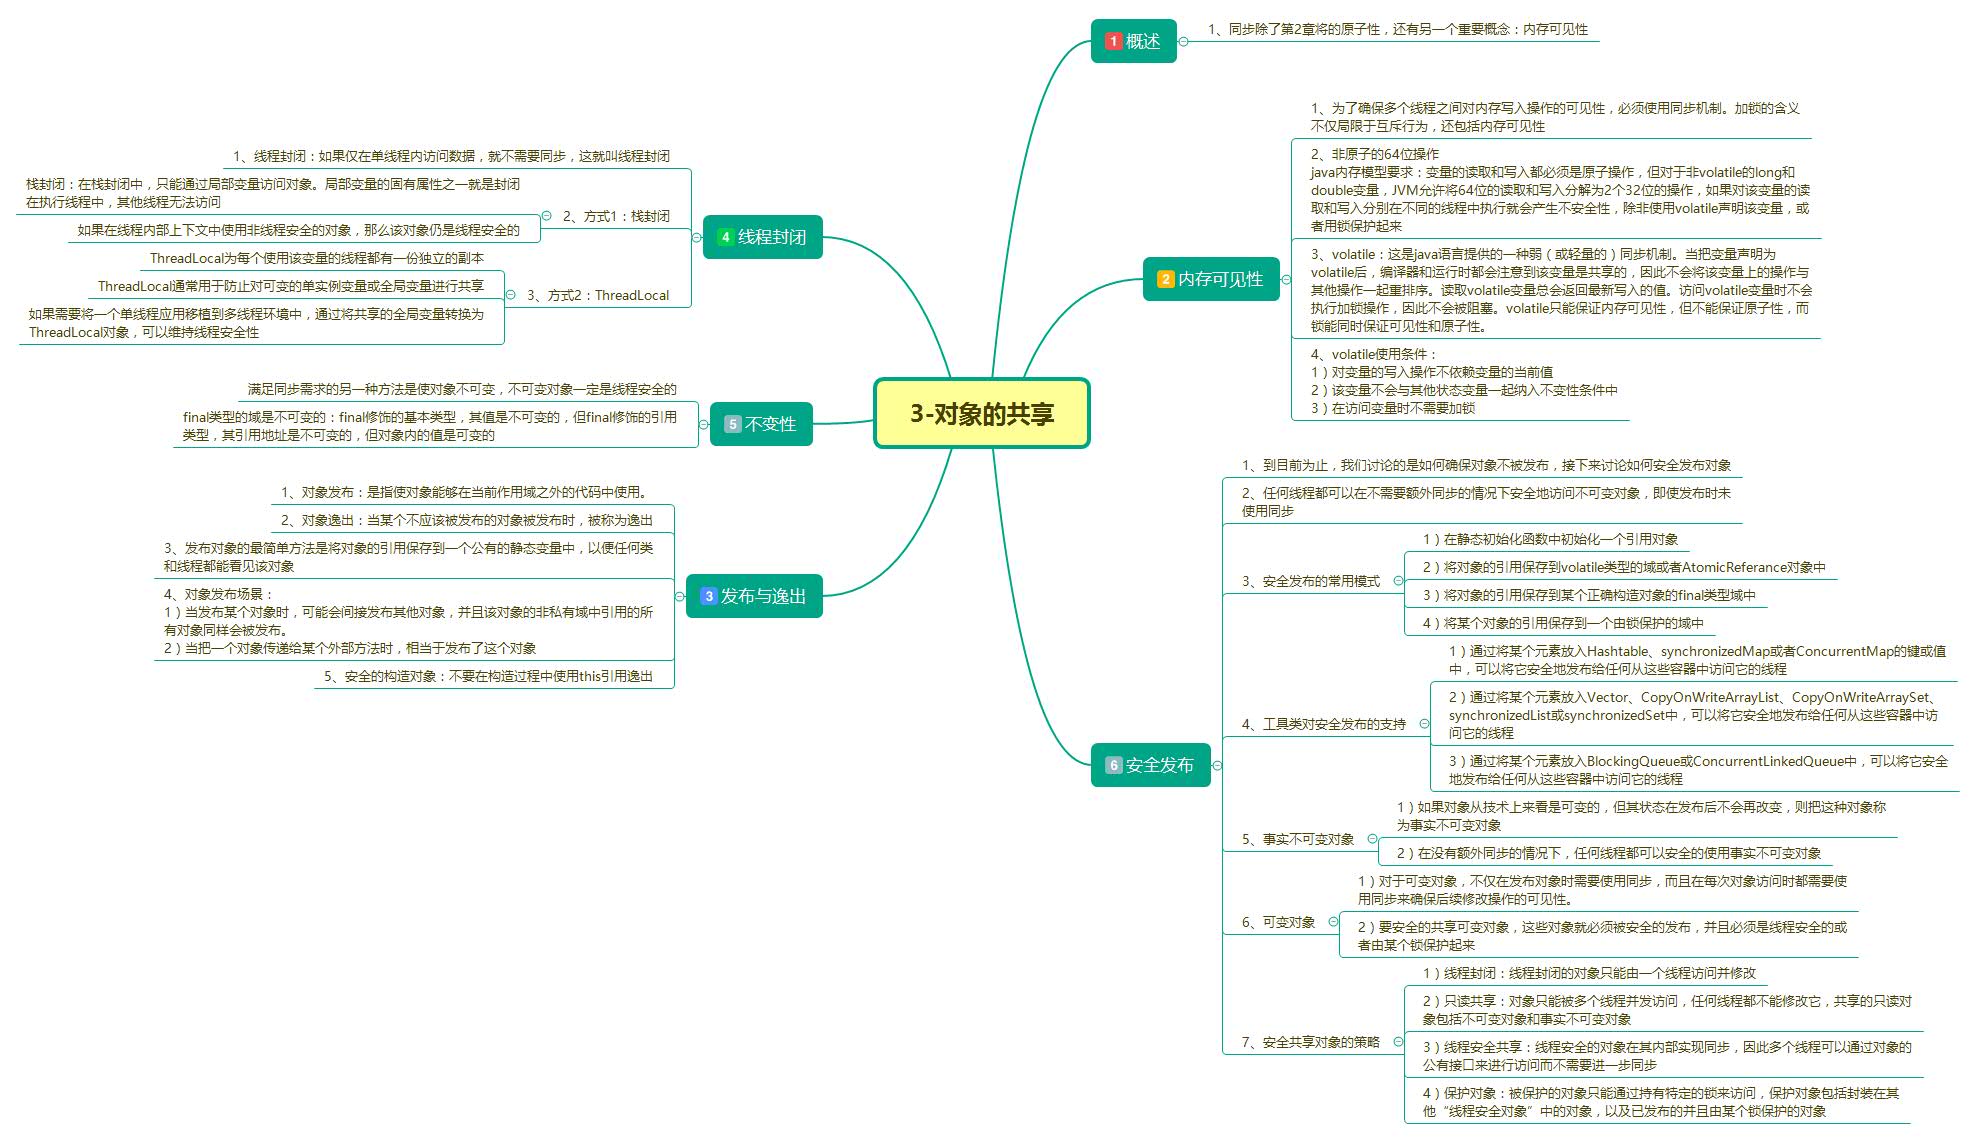 3-对象的共享
1 概述
1、同步除了第2章将的原子性，还有另一个重要概念：内存可见性
2 内存可见性
1、为了确保多个线程之间对内存写入操作的可见性，必须使用同步机制。加锁的含义
不仅局限于互斥行为，还包括内存可见性
2、非原子的64位操作
java内存模型要求：变量的读取和写入都必须是原子操作，但对于非volatile的long和
double变量，JVM允许将64位的读取和写入分解为2个32位的操作，如果对该变量的读
取和写入分别在不同的线程中执行就会产生不安全性，除非使用volatile声明该变量，或
者用锁保护起来
3、volatile：这是java语言提供的一种弱（或轻量的）同步机制。当把变量声明为
volatile后，编译器和运行时都会注意到该变量是共享的，因此不会将该变量上的操作与
其他操作一起重排序。读取volatile变量总会返回最新写入的值。访问volatile变量时不会
执行加锁操作，因此不会被阻塞。volatile只能保证内存可见性，但不能保证原子性，而
锁能同时保证可见性和原子性。
4、volatile使用条件：
1）对变量的写入操作不依赖变量的当前值
2）该变量不会与其他状态变量一起纳入不变性条件中
3）在访问变量时不需要加锁
3 发布与逸出
1、对象发布：是指使对象能够在当前作用域之外的代码中使用。
2、对象逸出：当某个不应该被发布的对象被发布时，被称为逸出
3、发布对象的最简单方法是将对象的引用保存到一个公有的静态变量中，以便任何类
和线程都能看见该对象
4、对象发布场景：
1）当发布某个对象时，可能会间接发布其他对象，并且该对象的非私有域中引用的所
有对象同样会被发布。
2）当把一个对象传递给某个外部方法时，相当于发布了这个对象
5、安全的构造对象：不要在构造过程中使用this引用逸出
4 线程封闭
1、线程封闭：如果仅在单线程内访问数据，就不需要同步，这就叫线程封闭
2、方式1：栈封闭
栈封闭：在栈封闭中，只能通过局部变量访问对象。局部变量的固有属性之一就是封闭
在执行线程中，其他线程无法访问
如果在线程内部上下文中使用非线程安全的对象，那么该对象仍是线程安全的
3、方式2：ThreadLocal
ThreadLocal为每个使用该变量的线程都有一份独立的副本
ThreadLocal通常用于防止对可变的单实例变量或全局变量进行共享
如果需要将一个单线程应用移植到多线程环境中，通过将共享的全局变量转换为
ThreadLocal对象，可以维持线程安全性
5 不变性
满足同步需求的另一种方法是使对象不可变，不可变对象一定是线程安全的
final类型的域是不可变的：final修饰的基本类型，其值是不可变的，但final修饰的引用
类型，其引用地址是不可变的，但对象内的值是可变的
6 安全发布
1、到目前为止，我们讨论的是如何确保对象不被发布，接下来讨论如何安全发布对象
2、任何线程都可以在不需要额外同步的情况下安全地访问不可变对象，即使发布时未
使用同步
3、安全发布的常用模式
1）在静态初始化函数中初始化一个引用对象
2）将对象的引用保存到volatile类型的域或者AtomicReferance对象中
3）将对象的引用保存到某个正确构造对象的final类型域中
4）将某个对象的引用保存到一个由锁保护的域中
4、工具类对安全发布的支持
1）通过将某个元素放入Hashtable、synchronizedMap或者ConcurrentMap的键或值
中，可以将它安全地发布给任何从这些容器中访问它的线程
2）通过将某个元素放入Vector、CopyOnWriteArrayList、CopyOnWriteArraySet、
synchronizedList或synchronizedSet中，可以将它安全地发布给任何从这些容器中访
问它的线程
3）通过将某个元素放入BlockingQueue或ConcurrentLinkedQueue中，可以将它安全
地发布给任何从这些容器中访问它的线程
5、事实不可变对象
1）如果对象从技术上来看是可变的，但其状态在发布后不会再改变，则把这种对象称
为事实不可变对象
2）在没有额外同步的情况下，任何线程都可以安全的使用事实不可变对象
6、可变对象
1）对于可变对象，不仅在发布对象时需要使用同步，而且在每次对象访问时都需要使
用同步来确保后续修改操作的可见性。
2）要安全的共享可变对象，这些对象就必须被安全的发布，并且必须是线程安全的或
者由某个锁保护起来
7、安全共享对象的策略
1）线程封闭：线程封闭的对象只能由一个线程访问并修改
2）只读共享：对象只能被多个线程并发访问，任何线程都不能修改它，共享的只读对
象包括不可变对象和事实不可变对象
3）线程安全共享：线程安全的对象在其内部实现同步，因此多个线程可以通过对象的
公有接口来进行访问而不需要进一步同步
4）保护对象：被保护的对象只能通过持有特定的锁来访问，保护对象包括封装在其
他“线程安全对象”中的对象，以及已发布的并且由某个锁保护的对象